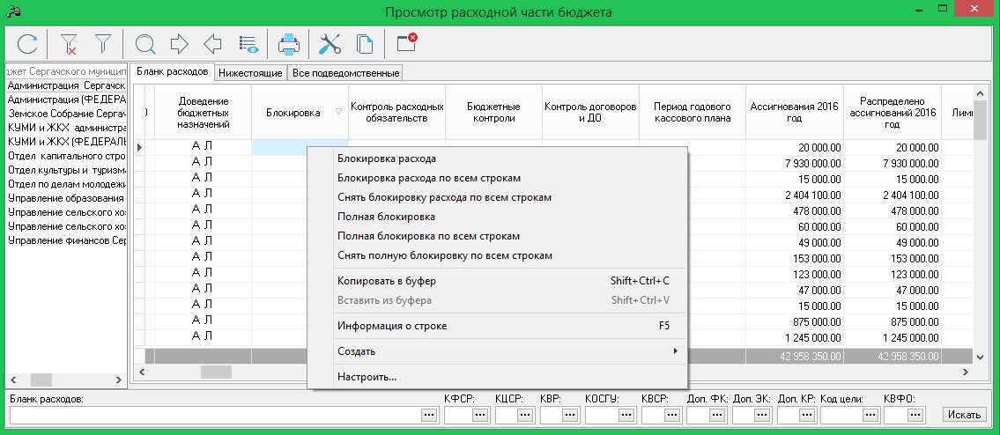 Просмотр расходной части бюджета
джет Сергачского муницип
Администрация Сергачск
Администрация (ФЕДЕРА
Земское Собрание Сергач
КУМИ и ЖКХ администра
КУМИ и ЖКХ (ФЕДЕРАЛЬ
Отдел капитального строи
Отдел культуры и туризма
Отдел по делам молодежи
Управление образования
Управление сельского хоз
Управление сельского хоз
Управление финансов Сер
Бланк расходов Нижестоящие Все подведомственные
Доведение бюджетных назначений
Блокировка
Контроль расходных обязательств
Бюджетные контроли
Контроль договоров и ДО
Период годового кассового плана
Ассигнования 2016 год
Распределено ассигнований 2016 год
Лими
А Л 20 000.00 20 000.00
А Л 7 930 000.00 7 930 000.00
А Л 15 000.00 15 000.00
А Л 2 404 100.00 2 404 100.00
А Л 478 000.00 478 000.00
А Л 60 000.00 60 000.00
А Л 49 000.00 49 000.00
А Л 153 000.00 153 000.00
А Л 123 000.00 123 000.00
А Л 47 000.00 47 000.00
А Л 15 000.00 15 000.00
А Л 875 000.00 875 000.00
А Л 1 245 000.00 1 245 000.00
42 958 350.00 42 958 350.00
Блокировка расхода
Блокировка расхода по всем строкам
Снять блокировку расхода по всем строкам
Полная блокировка
Полная блокировка по всем строкам
Снять полную блокировку по всем строкам
Копировать в буфер Shift+Ctrl+C
Вставить из буфера Shift+Ctrl+V
Информация о строке F5
Создать
Настроить...
Бланк расходов: КФСР: КЦСР: КВР: КОСГУ: КВСР: Доп. ФК: Доп. ЭК: Доп. КР: Код цели: КВФО:
Искать